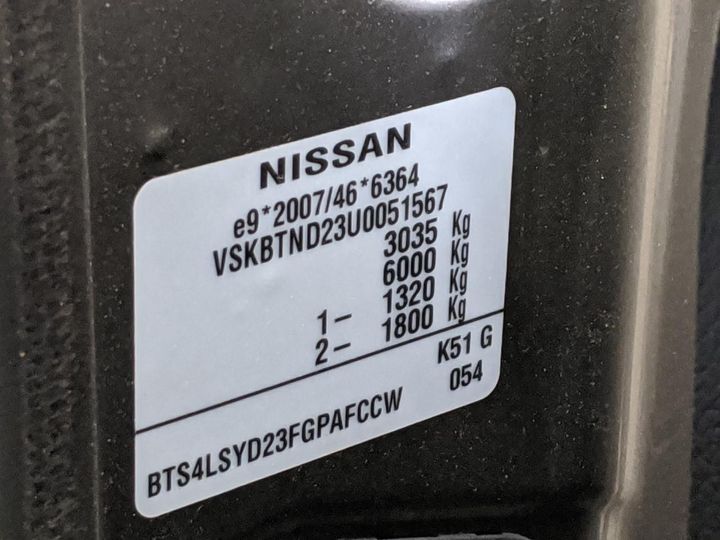 NISSAN
e9*2007/46*6364
VSKBTND23U0051567
3035 Kg
6000 Kg
1– 1320 Kg
2– 1800 Kg
K51 G
BTS4LSYD23FGPAFCCW 054